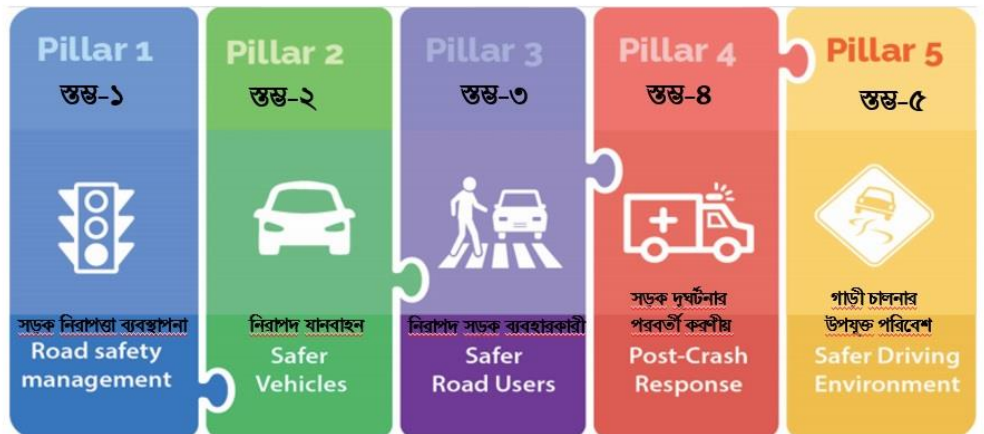 Pillar 1
স্তম্ভ-১
সড়ক নিরাপত্তা ব্যবস্থাপনা
Road safety
management
Pillar 2
স্তম্ভ-২
নিরাপদ যানবাহন
Safer
Vehicles
Pillar 3
স্তম্ভ-৩
নিরাপদ সড়ক ব্যবহারকারী
Safer
Road Users
Pillar 4
স্তম্ভ-৪
সড়ক দূর্ঘটনার
পরবর্তী করণীয়
Post-Crash
Response
Pillar 5
স্তম্ভ-৫
গাড়ী চালনার
উপযুক্ত পরিবেশ
Safer Driving
Environment